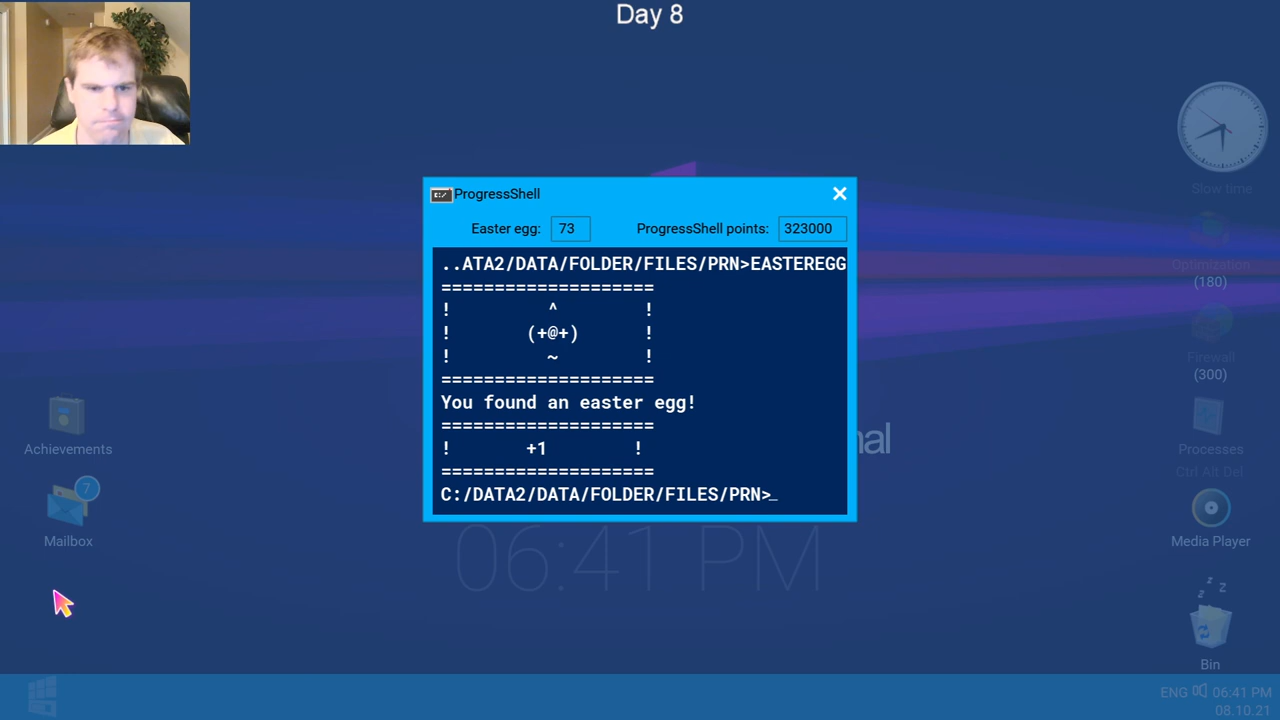 Day 8
ProgressShell
Easter egg: 73 ProgressShell points: 323000
..ATA2/DATA/FOLDER/FILES/PRN>EASTEREGG
====================
! ^ !
! (+@+) !
! ~ !
====================
You found an easter egg!
====================
! +1 !
====================
C:/DATA2/DATA/FOLDER/FILES/PRN>_
Slow time
Optimization
(180)
Firewall
(300)
Achievements
nal
Processes
Ctrl Alt Del
7
Mailbox
Media Player
06:41 PM
z z z
Bin
ENG 06:41 PM
08.10.21